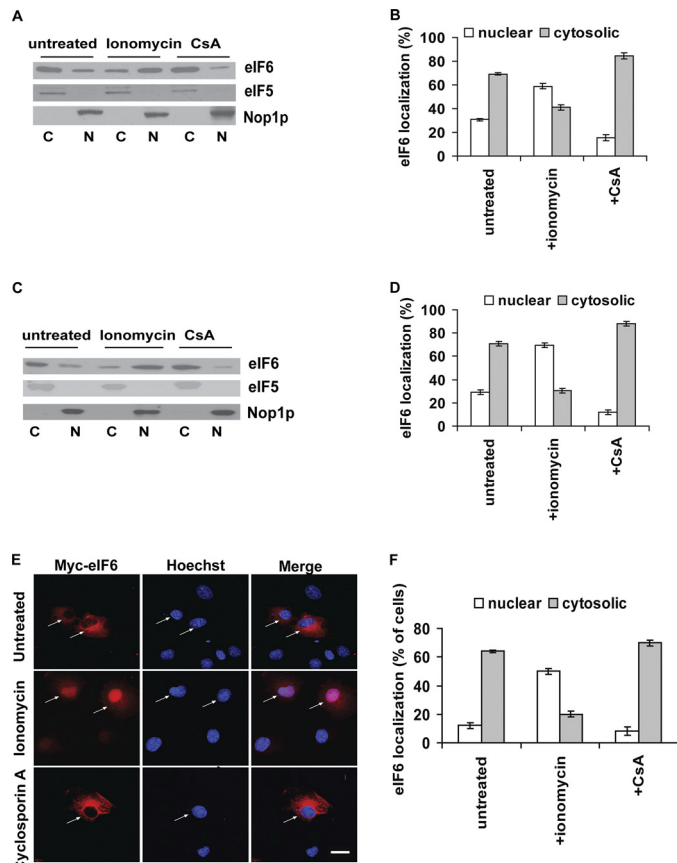 A
untreated Ionomycin CsA
eIF6
eIF5
Nop1p
C N C N C N
B
nuclear cytosolic
eIF6 localization (%)
100
80
60
40
20
0
untreated
+ionomycin
+CsA
C
untreated Ionomycin CsA
eIF6
eIF5
Nop1p
C N C N C N
D
nuclear cytosolic
eIF6 localization (%)
100
80
60
40
20
0
untreated
+ionomycin
+CsA
E
Myc-eIF6 Hoechst Merge
Untreated
Ionomycin
Cyclosporin A
F
nuclear cytosolic
eIF6 localization (% of cells)
80
60
40
20
0
untreated
+ionomycin
+CsA